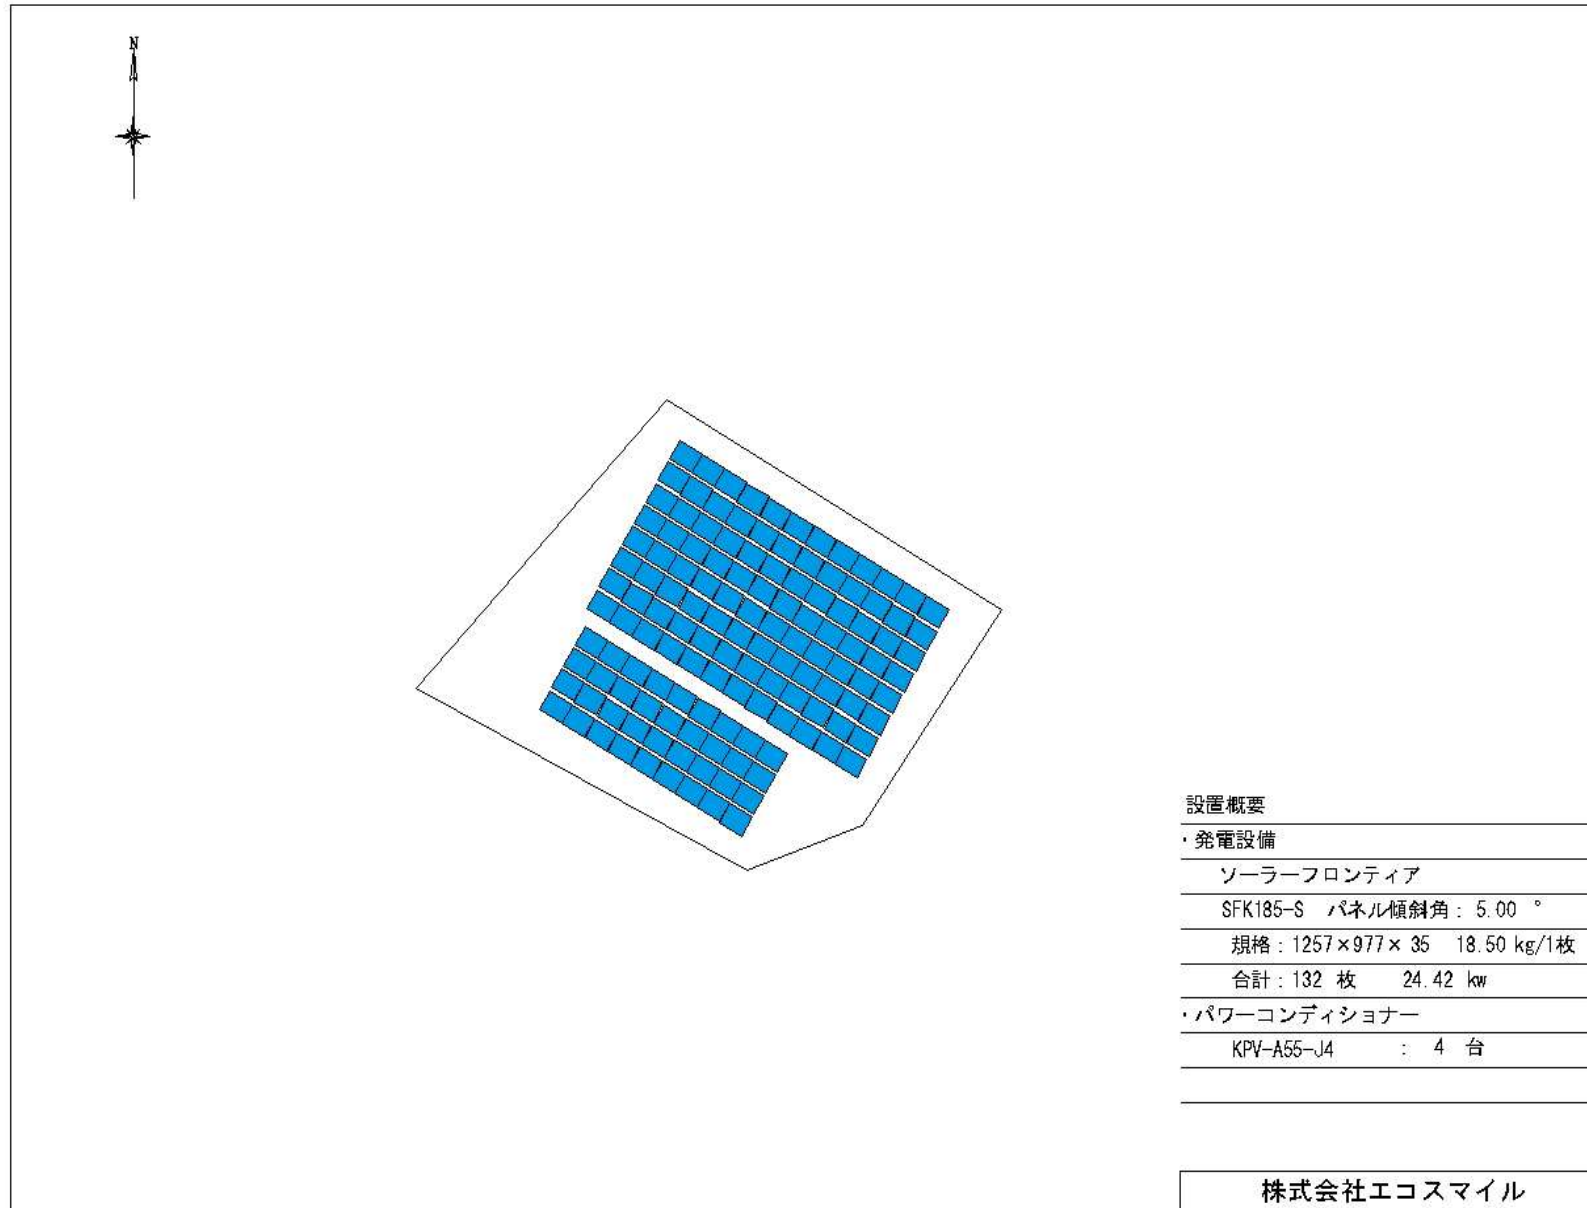 N
設置概要
・発電設備
ソーラーフロンティア
SFK185-S パネル傾斜角: 5.00 °
規格:1257×977× 35 18.50 kg/1枚
合計:132 枚 24.42 kw
・パワーコンディショナー
KPV-A55-J4 : 4 台
株式会社エコスマイル